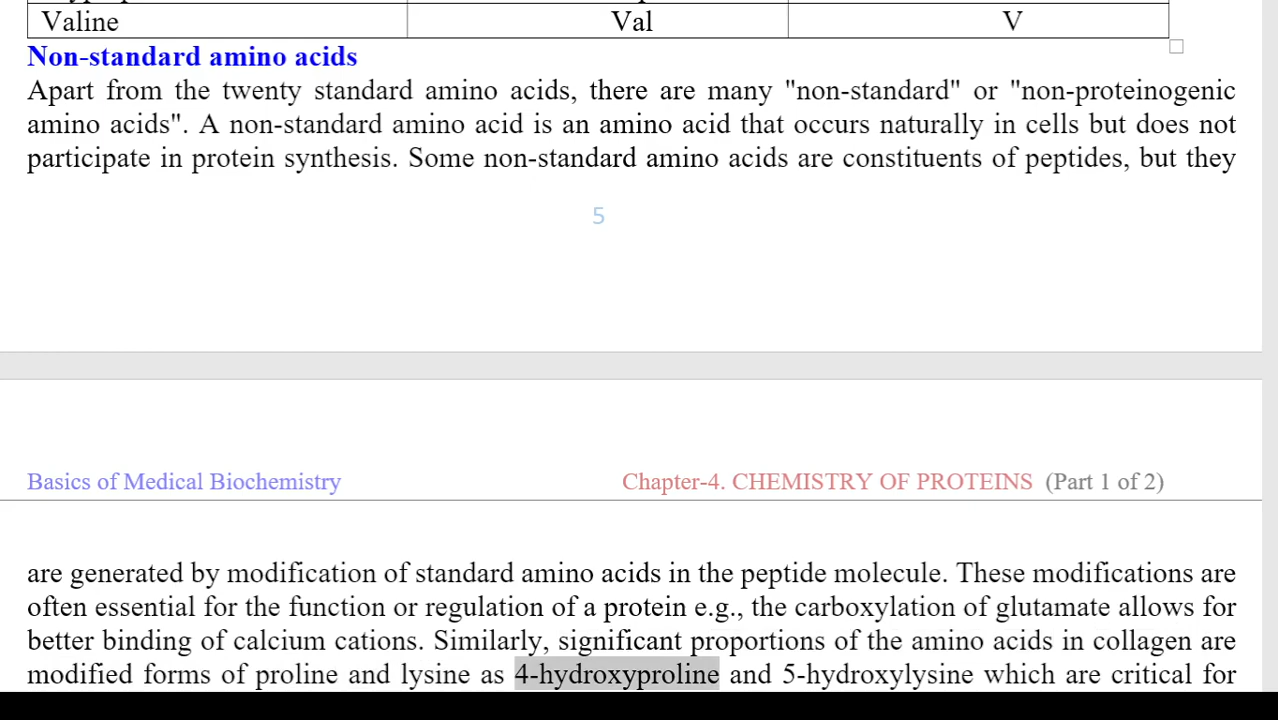 Valine Val V
Non-standard amino acids
Apart from the twenty standard amino acids, there are many "non-standard" or "non-proteinogenic
amino acids". A non-standard amino acid is an amino acid that occurs naturally in cells but does not
participate in protein synthesis. Some non-standard amino acids are constituents of peptides, but they
5
Basics of Medical Biochemistry Chapter-4. CHEMISTRY OF PROTEINS (Part 1 of 2)
are generated by modification of standard amino acids in the peptide molecule. These modifications are
often essential for the function or regulation of a protein e.g., the carboxylation of glutamate allows for
better binding of calcium cations. Similarly, significant proportions of the amino acids in collagen are
modified forms of proline and lysine as 4-hydroxyproline and 5-hydroxylysine which are critical for